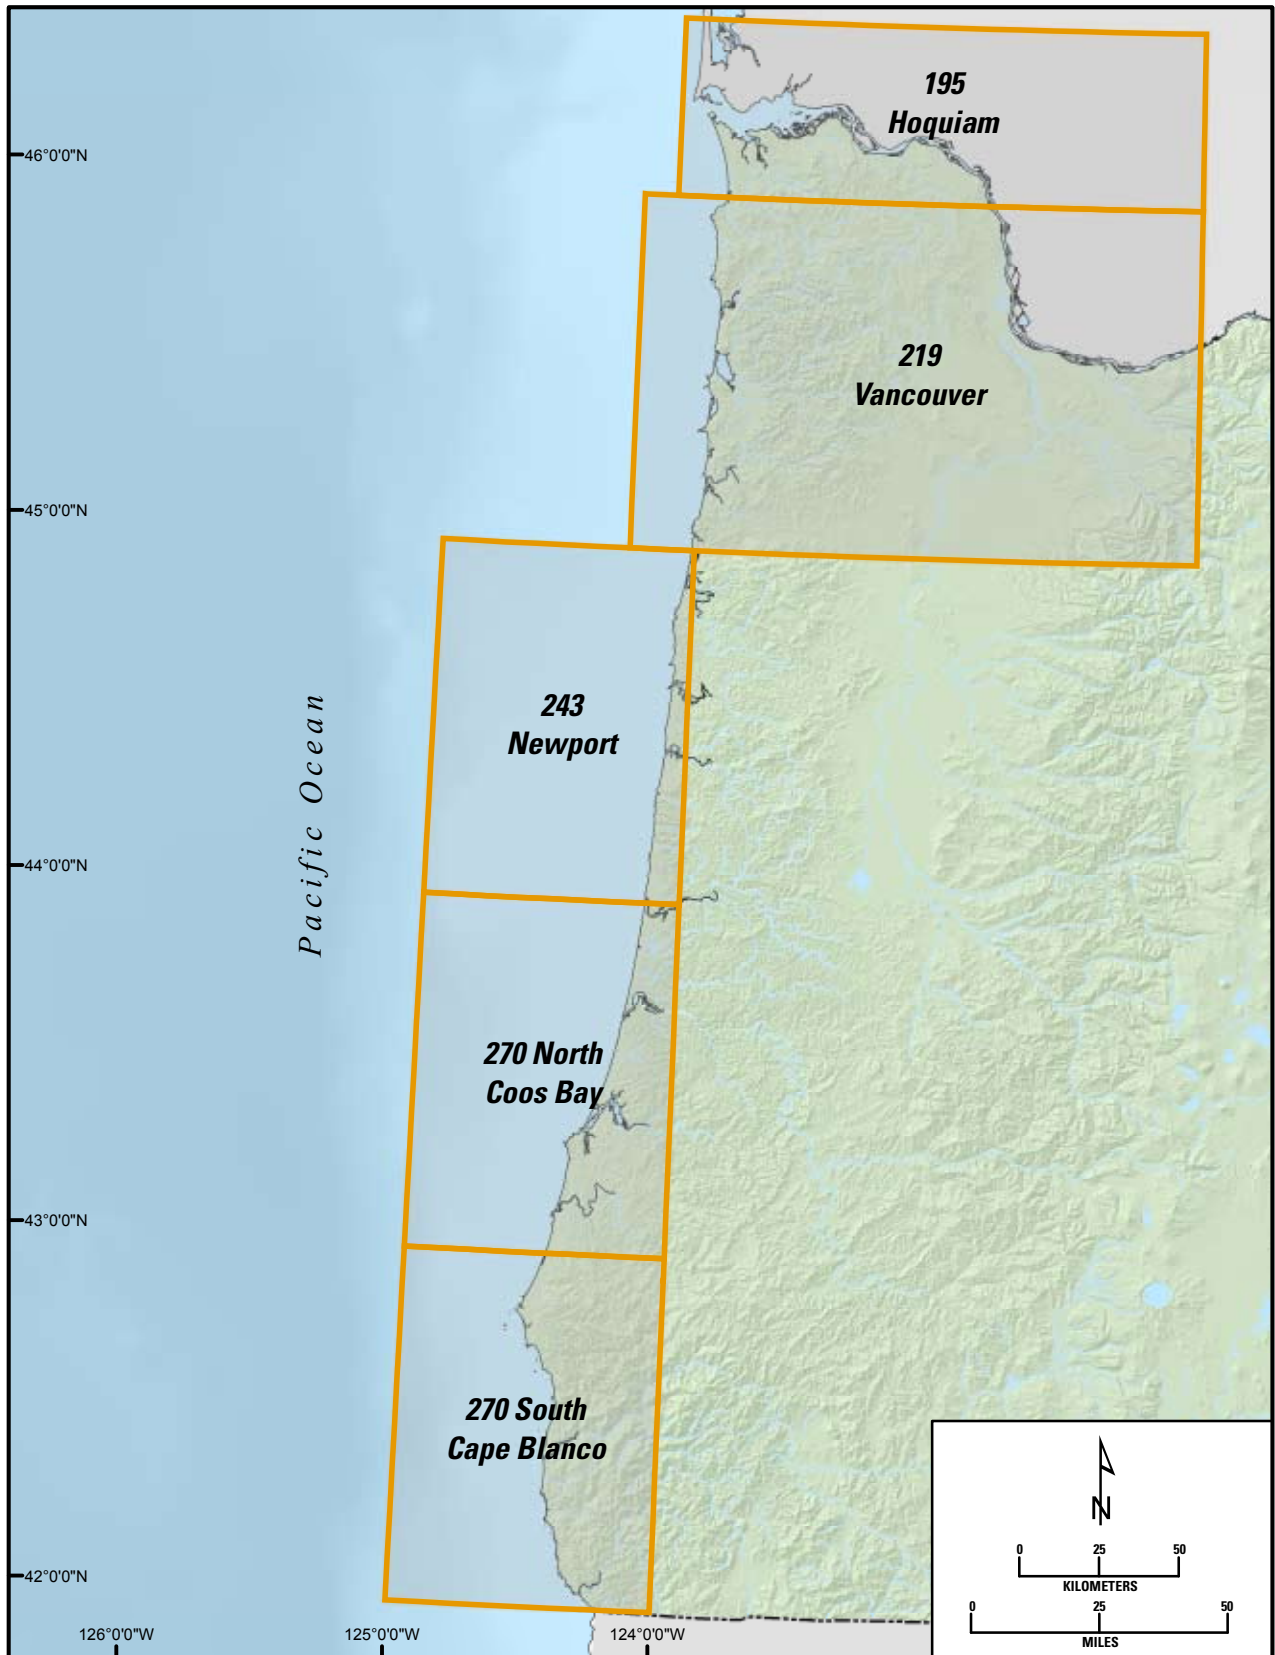 195
Hoquiam
46°0'0"N
219
Vancouver
45°0'0"N
243
Newport
Pacific Ocean
44°0'0"N
270 North
Coos Bay
43°0'0"N
270 South
Cape Blanco
42°0'0"N
126°0'0"W
125°0'0"W
124°0'0"W
N
0 25 50
KILOMETERS
0 25 50
MILES